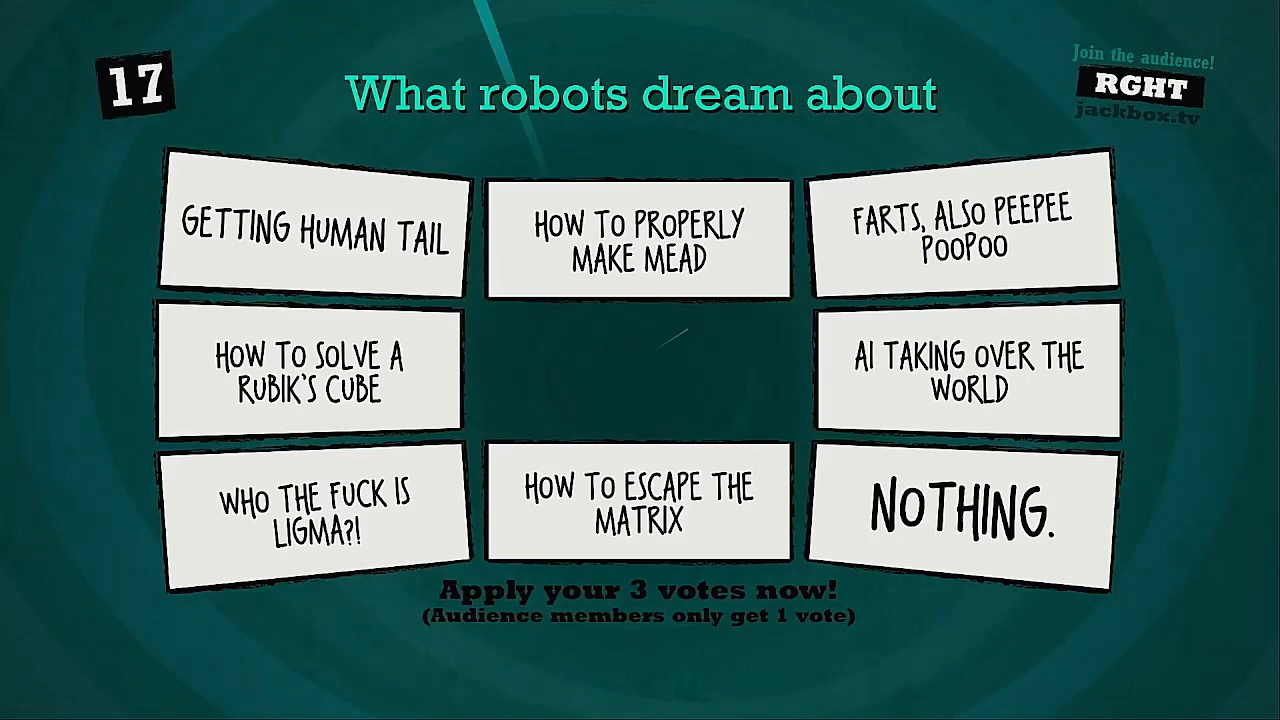 17
What robots dream about
Join the audience!
RGHT
jackbox.tv
GETTING HUMAN TAIL
HOW TO PROPERLY
MAKE MEAD
FARTS, ALSO PEEPEE
POOPOO
HOW TO SOLVE A
RUBIK'S CUBE
AI TAKING OVER THE
WORLD
WHO THE FUCK IS
LIGMA?!
HOW TO ESCAPE THE
MATRIX
NOTHING.
Apply your 3 votes now!
(Audience members only get 1 vote)